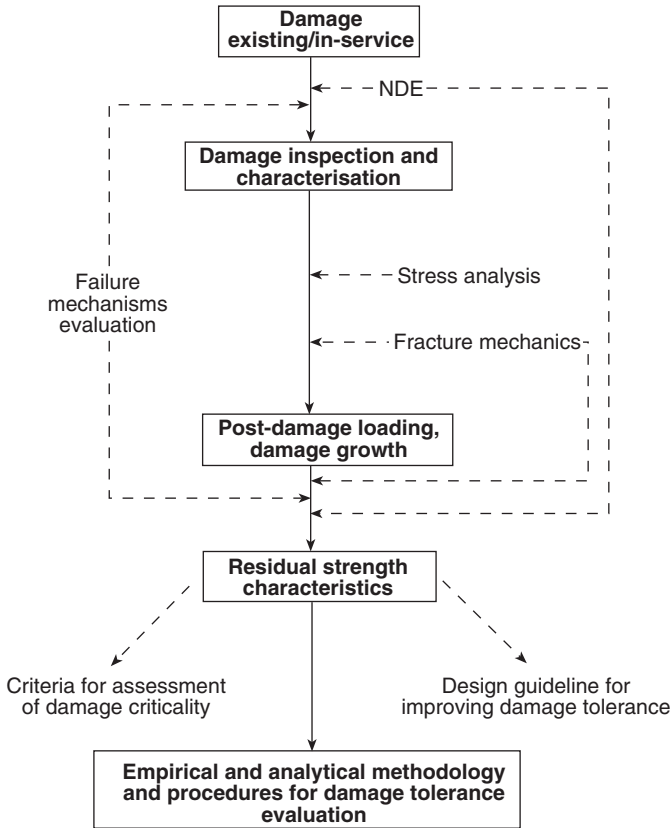 Damage
existing/in-service
NDE
Damage inspection and
characterisation
Stress analysis
Failure
mechanisms
evaluation
Fracture mechanics
Post-damage loading,
damage growth
Residual strength
characteristics
Criteria for assessment
of damage criticality
Design guideline for
improving damage tolerance
Empirical and analytical methodology
and procedures for damage tolerance
evaluation